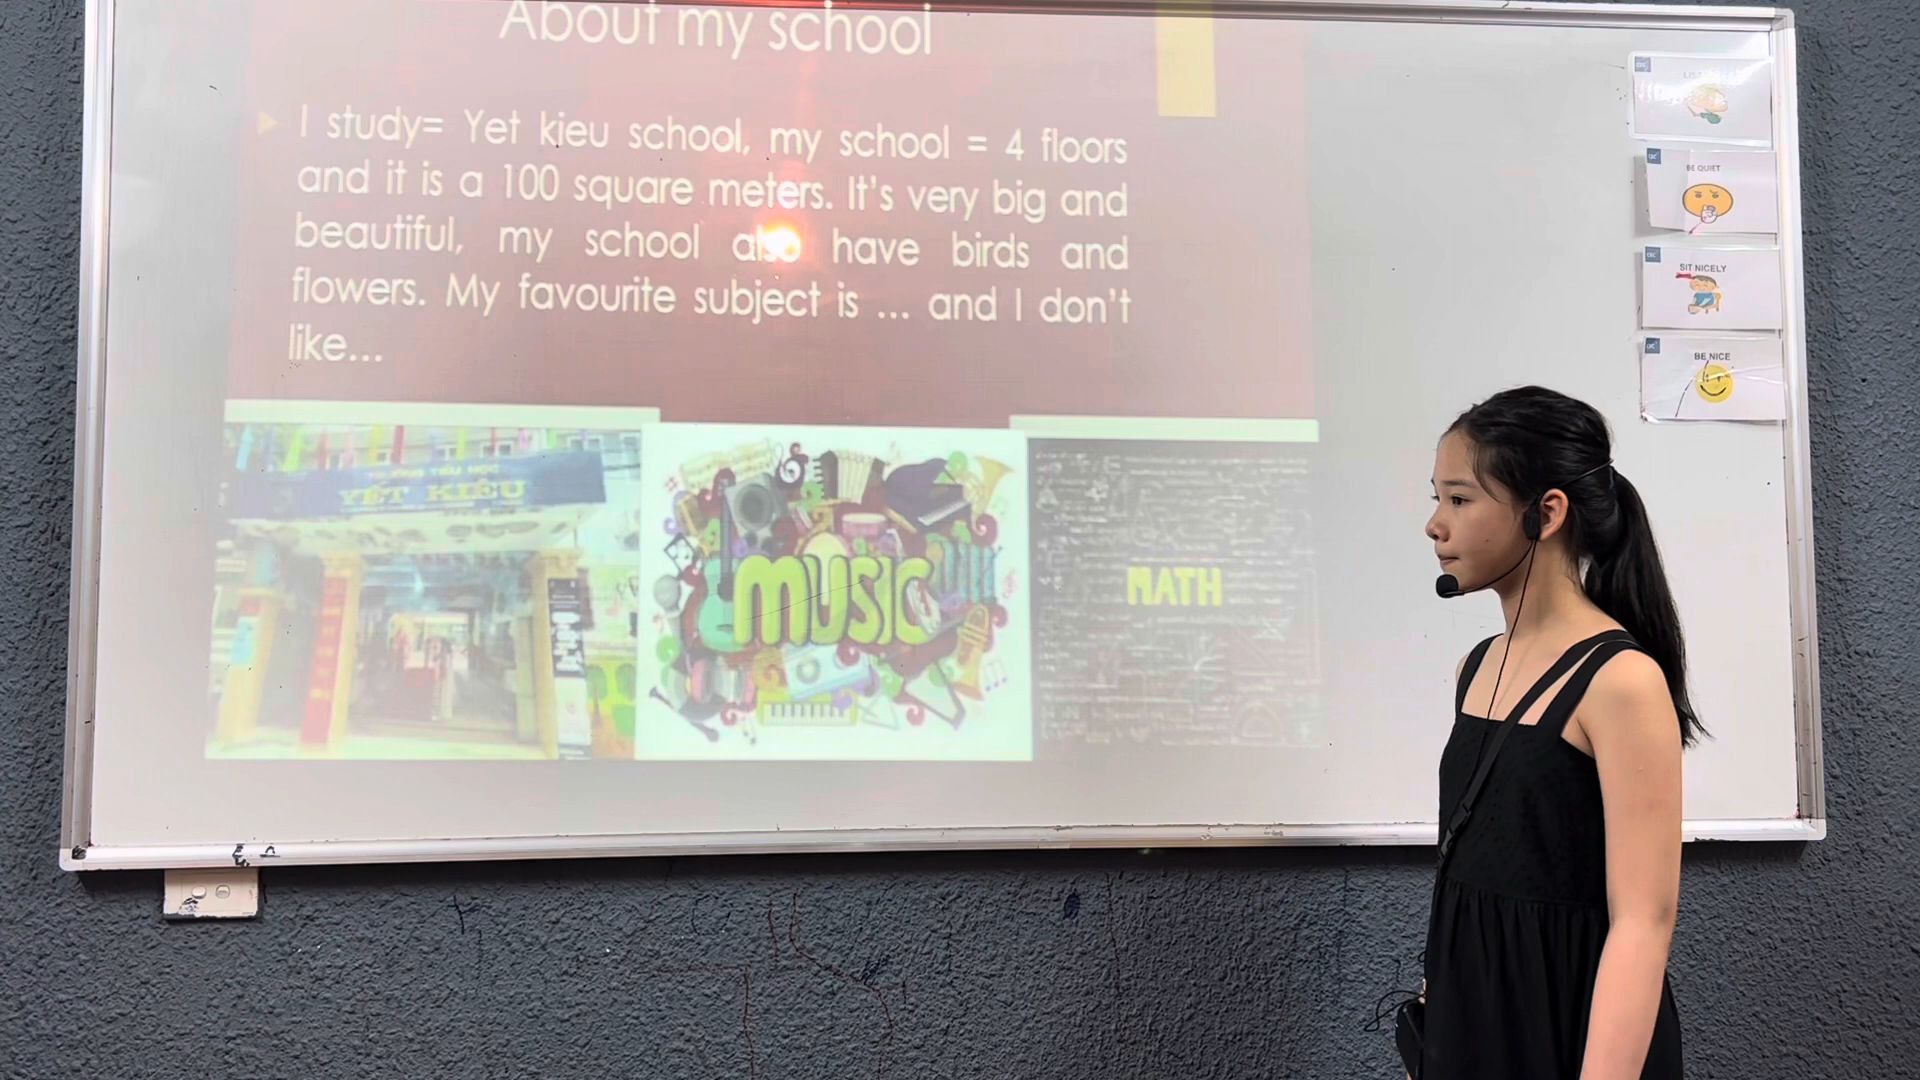 About my school
I study= Yet kieu school, my school = 4 floors
and it is a 100 square meters. It's very big and
beautiful, my school also have birds and
flowers. My favourite subject is ... and I don't
like...
YẾT KIÊU
MUSIC
MATH
BE QUIET
SIT NICELY
BE NICE